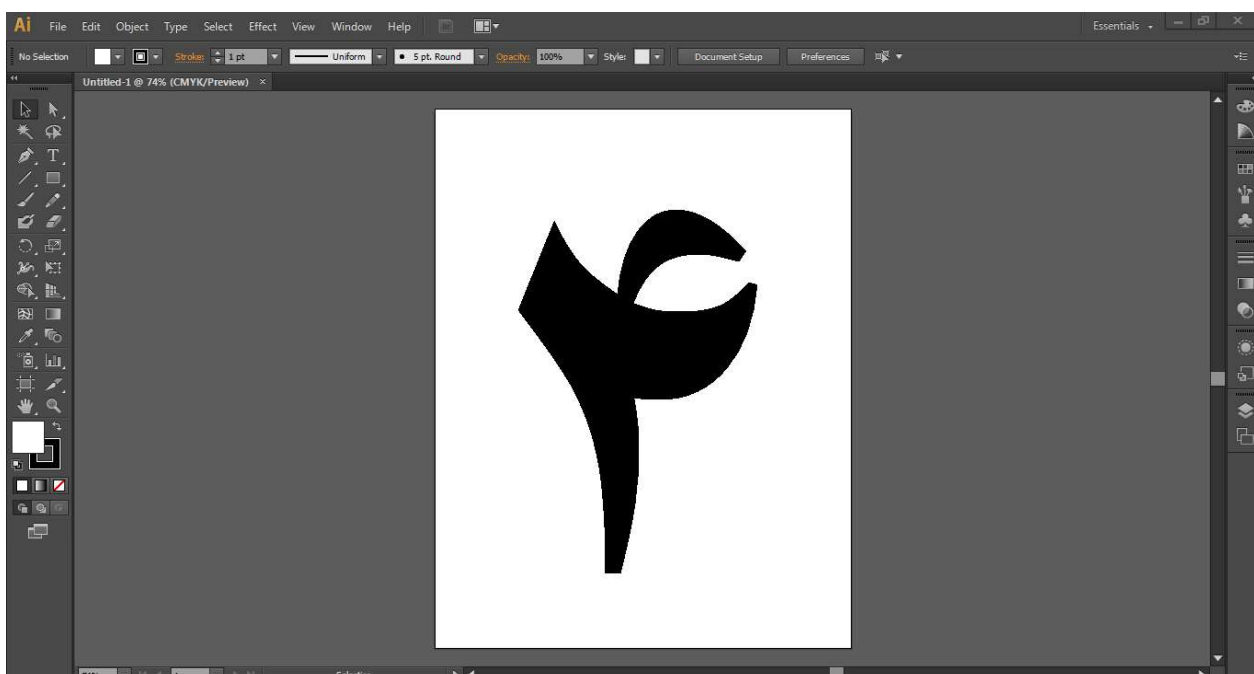 Ai File Edit Object Type Select Effect View Window Help Essentials
No Selection Stroke: 1 pt Uniform 5 pt. Round Opacity: 100% Style: Document Setup Preferences
Untitled-1 @ 74% (CMYK/Preview) ×
۴